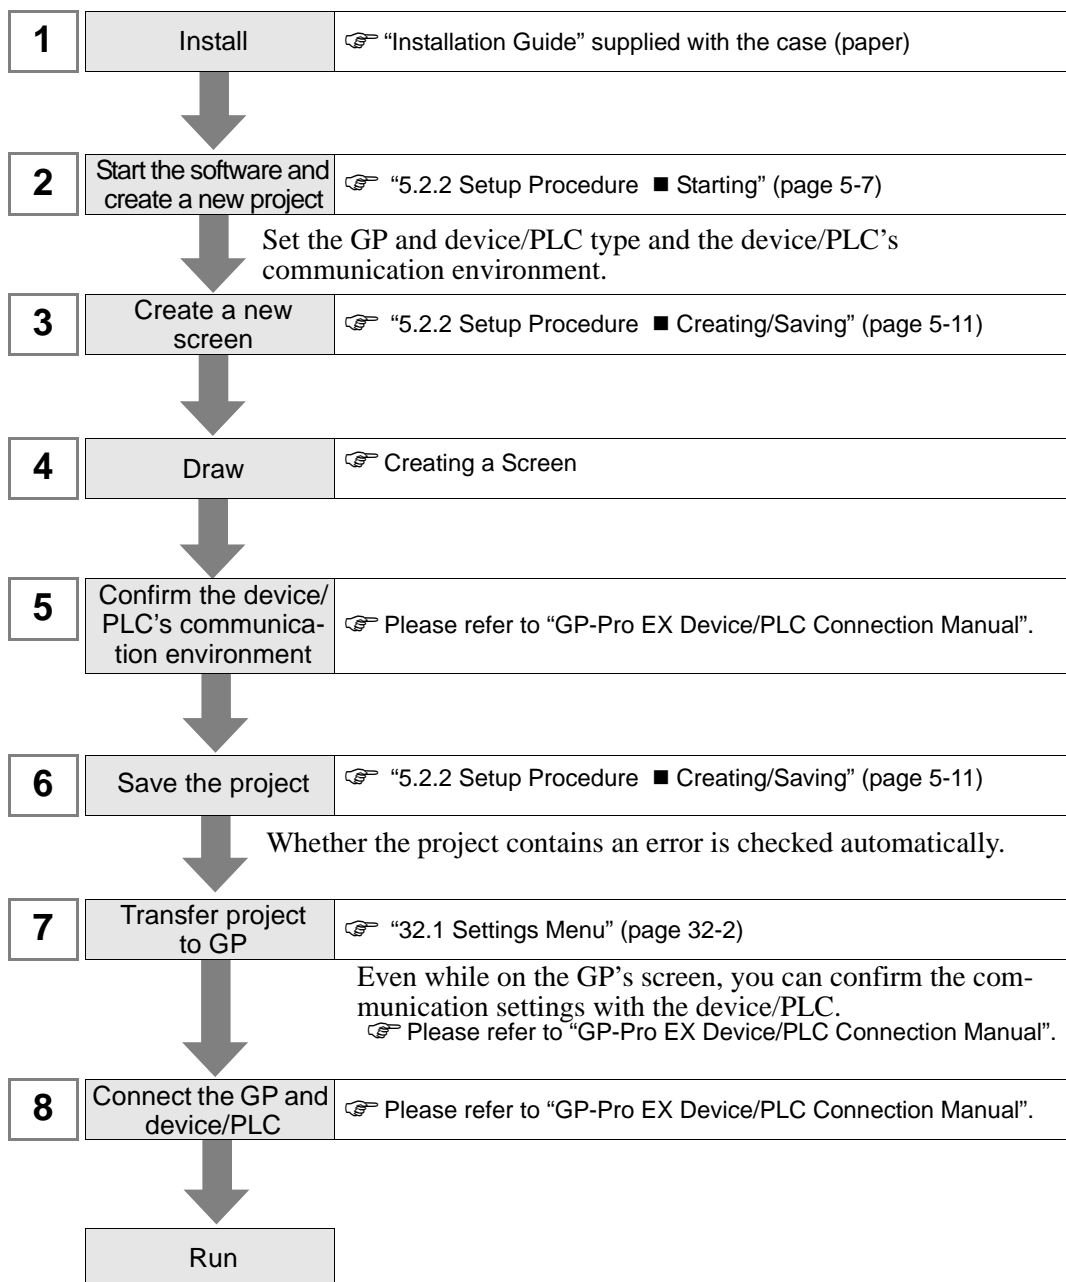 1
Install
☞ “Installation Guide” supplied with the case (paper)
2
Start the software and
create a new project
☞ “5.2.2 Setup Procedure ■ Starting” (page 5-7)
Set the GP and device/PLC type and the device/PLC’s
communication environment.
3
Create a new
screen
☞ “5.2.2 Setup Procedure ■ Creating/Saving” (page 5-11)
4
Draw
☞ Creating a Screen
5
Confirm the device/
PLC’s communica-
tion environment
☞ Please refer to “GP-Pro EX Device/PLC Connection Manual”.
6
Save the project
☞ “5.2.2 Setup Procedure ■ Creating/Saving” (page 5-11)
Whether the project contains an error is checked automatically.
7
Transfer project
to GP
☞ “32.1 Settings Menu” (page 32-2)
Even while on the GP’s screen, you can confirm the com-
munication settings with the device/PLC.
☞ Please refer to “GP-Pro EX Device/PLC Connection Manual”.
8
Connect the GP and
device/PLC
☞ Please refer to “GP-Pro EX Device/PLC Connection Manual”.
Run